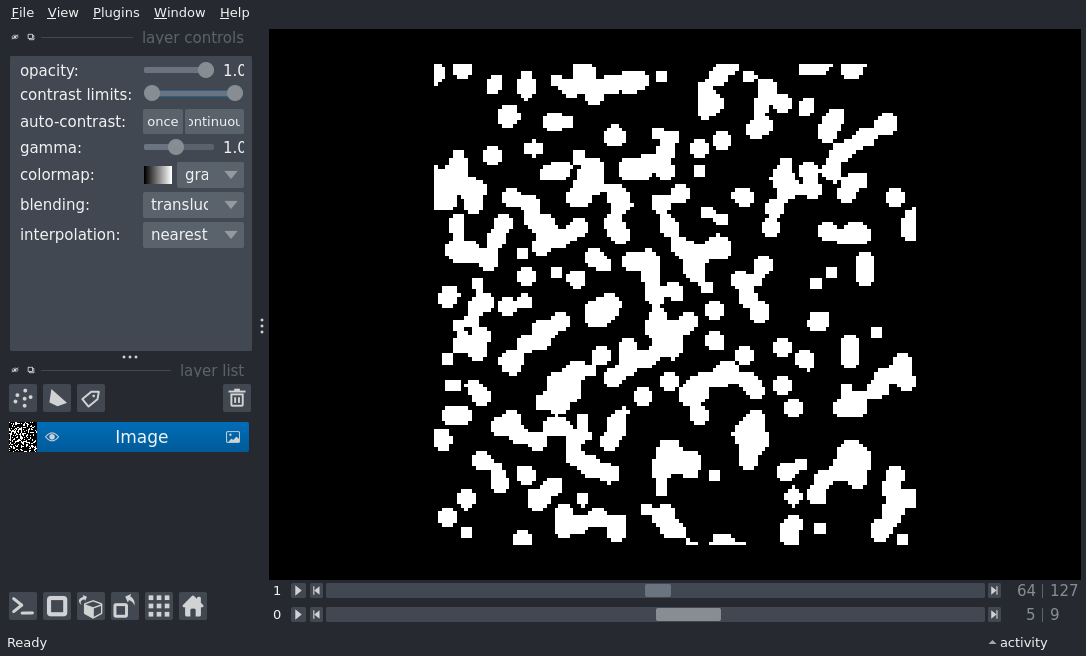 File View Plugins Window Help
layer controls
opacity: 1.0
contrast limits:
auto-contrast: once ontinuou
gamma: 1.0
colormap: gra
blending: transluc
interpolation: nearest
layer list
Image
1 64 | 127
0 5 | 9
Ready activity